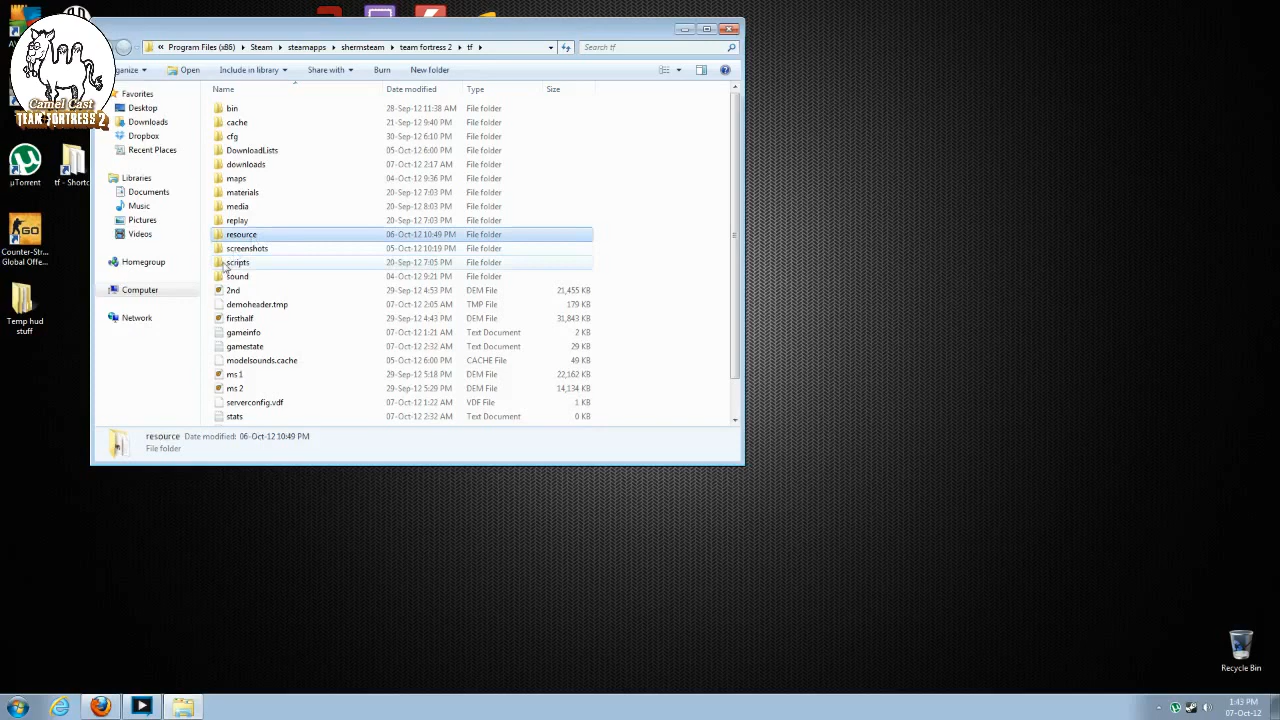 Camel Cast
TEAM FORTRESS 2
« Program Files (x86) ▸ Steam ▸ steamapps ▸ shermsteam ▸ team fortress 2 ▸ tf ▸
Search tf
Open
Include in library
Share with
Burn
New folder
Name
Date modified
Type
Size
Favorites
Desktop
Downloads
Dropbox
Recent Places
Libraries
Documents
Music
Pictures
Videos
Homegroup
Computer
Network
bin 28-Sep-12 11:38 AM File folder
cache 21-Sep-12 9:40 PM File folder
cfg 30-Sep-12 6:10 PM File folder
DownloadLists 05-Oct-12 6:00 PM File folder
downloads 07-Oct-12 2:17 AM File folder
maps 04-Oct-12 9:36 PM File folder
materials 20-Sep-12 7:03 PM File folder
media 20-Sep-12 8:03 PM File folder
replay 20-Sep-12 7:03 PM File folder
resource 06-Oct-12 10:49 PM File folder
screenshots 05-Oct-12 10:19 PM File folder
scripts 20-Sep-12 7:05 PM File folder
sound 04-Oct-12 9:21 PM File folder
2nd 29-Sep-12 4:53 PM DEM File 21,455 KB
demoheader.tmp 07-Oct-12 2:05 AM TMP File 179 KB
firsthalf 29-Sep-12 4:43 PM DEM File 31,843 KB
gameinfo 07-Oct-12 1:21 AM Text Document 2 KB
gamestate 07-Oct-12 2:32 AM Text Document 29 KB
modelsounds.cache 05-Oct-12 6:00 PM CACHE File 49 KB
ms 1 29-Sep-12 5:18 PM DEM File 22,162 KB
ms 2 29-Sep-12 5:29 PM DEM File 14,134 KB
serverconfig.vdf 07-Oct-12 1:22 AM VDF File 1 KB
stats 07-Oct-12 2:32 AM Text Document 0 KB
resource Date modified: 06-Oct-12 10:49 PM
File folder
µTorrent
tf - Shortc
Counter-Str...
Global Offe...
Temp hud
stuff
Recycle Bin
1:43 PM
07-Oct-12